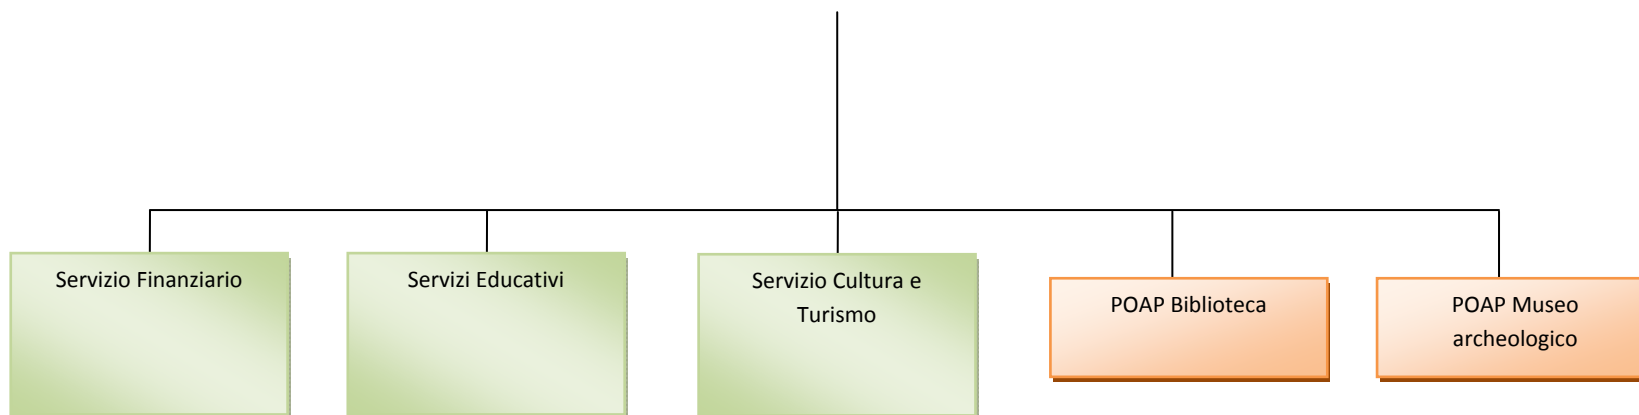 Servizio Finanziario
Servizi Educativi
Servizio Cultura e
Turismo
POAP Biblioteca
POAP Museo
archeologico